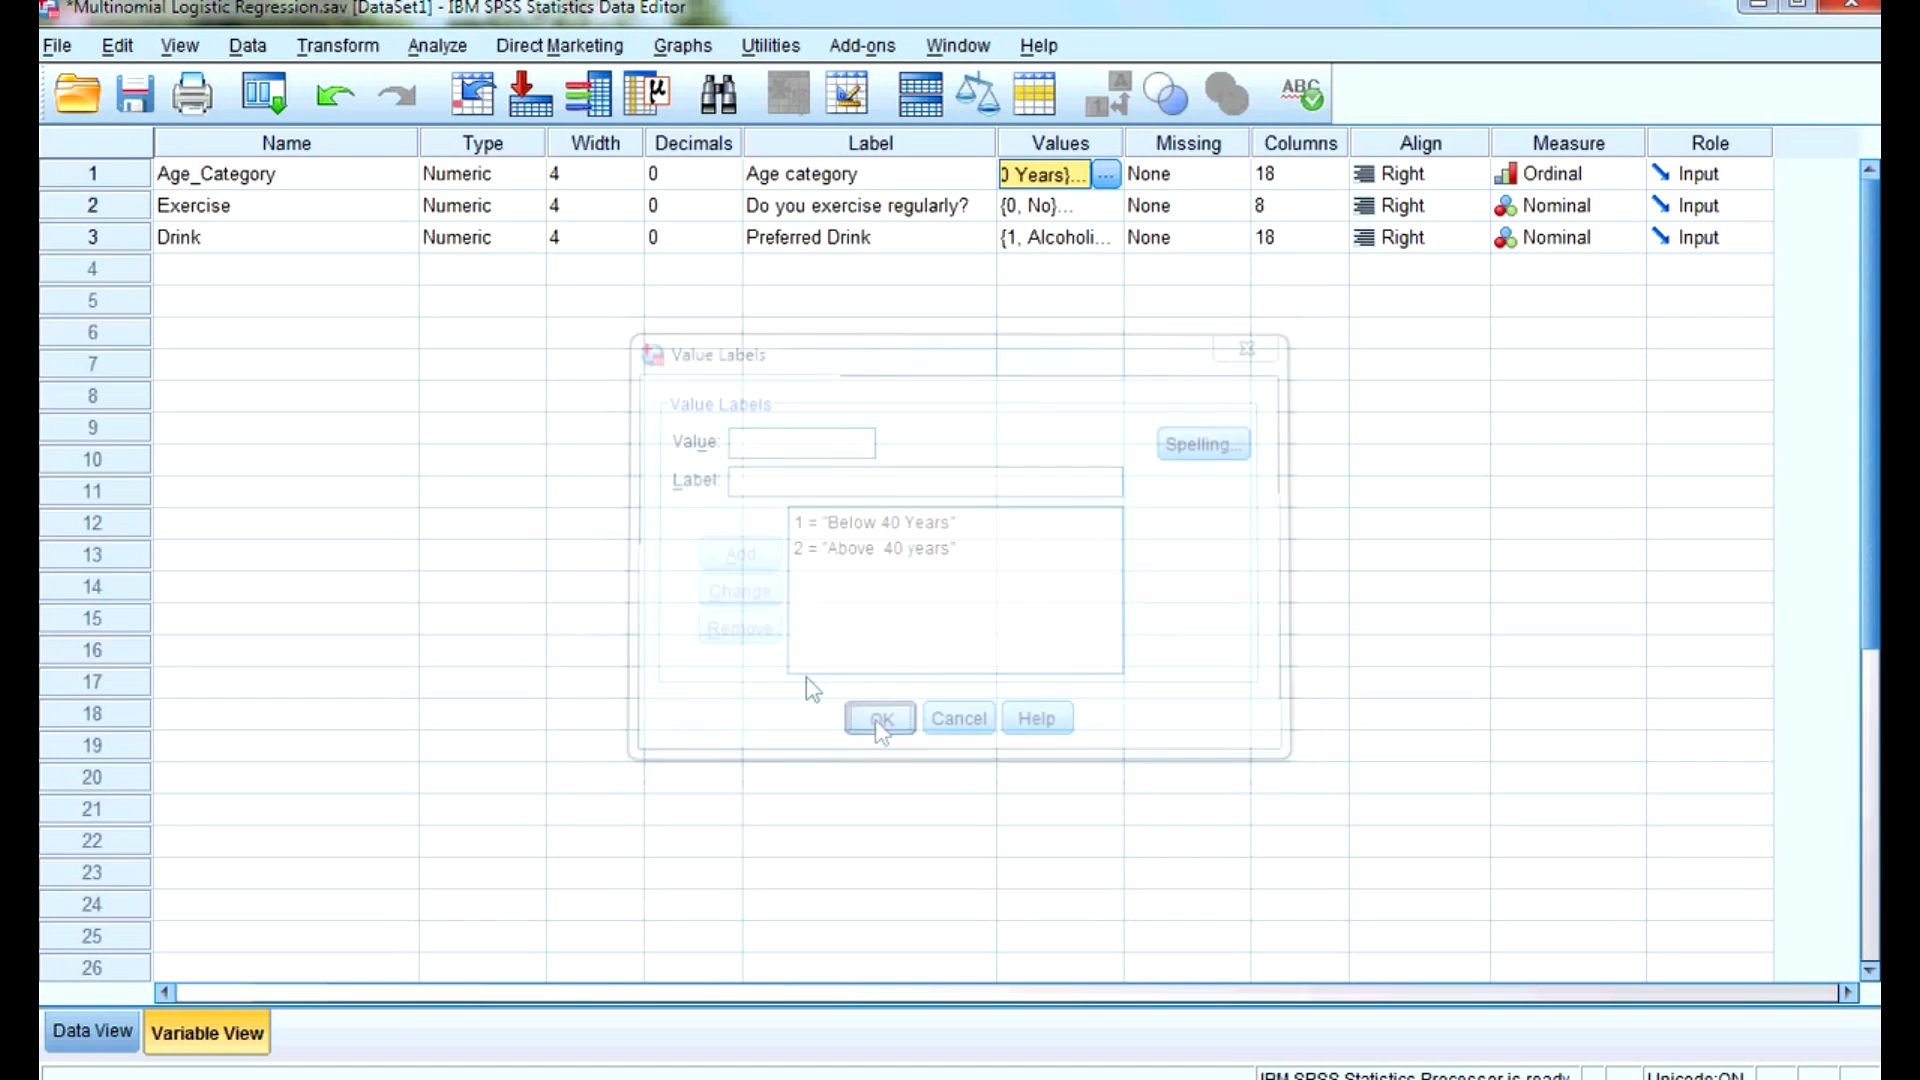 *Multinomial Logistic Regression.sav [DataSet1] - IBM SPSS Statistics Data Editor
File Edit View Data Transform Analyze Direct Marketing Graphs Utilities Add-ons Window Help
Name Type Width Decimals Label Values Missing Columns Align Measure Role
1 Age_Category Numeric 4 0 Age category 0 Years}... ... None 18 Right Ordinal Input
2 Exercise Numeric 4 0 Do you exercise regularly? {0, No}... None 8 Right Nominal Input
3 Drink Numeric 4 0 Preferred Drink {1, Alcoholi... None 18 Right Nominal Input
4
5
6
7
8
9
10
11
12
13
14
15
16
17
18
19
20
21
22
23
24
25
26
Value Labels
Value Labels
Value: Spelling...
Label:
1 = "Below 40 Years"
2 = "Above  40 years"
Add
Change
Remove
OK Cancel Help
Data View Variable View
IBM SPSS Statistics Processor is ready Unicode:ON